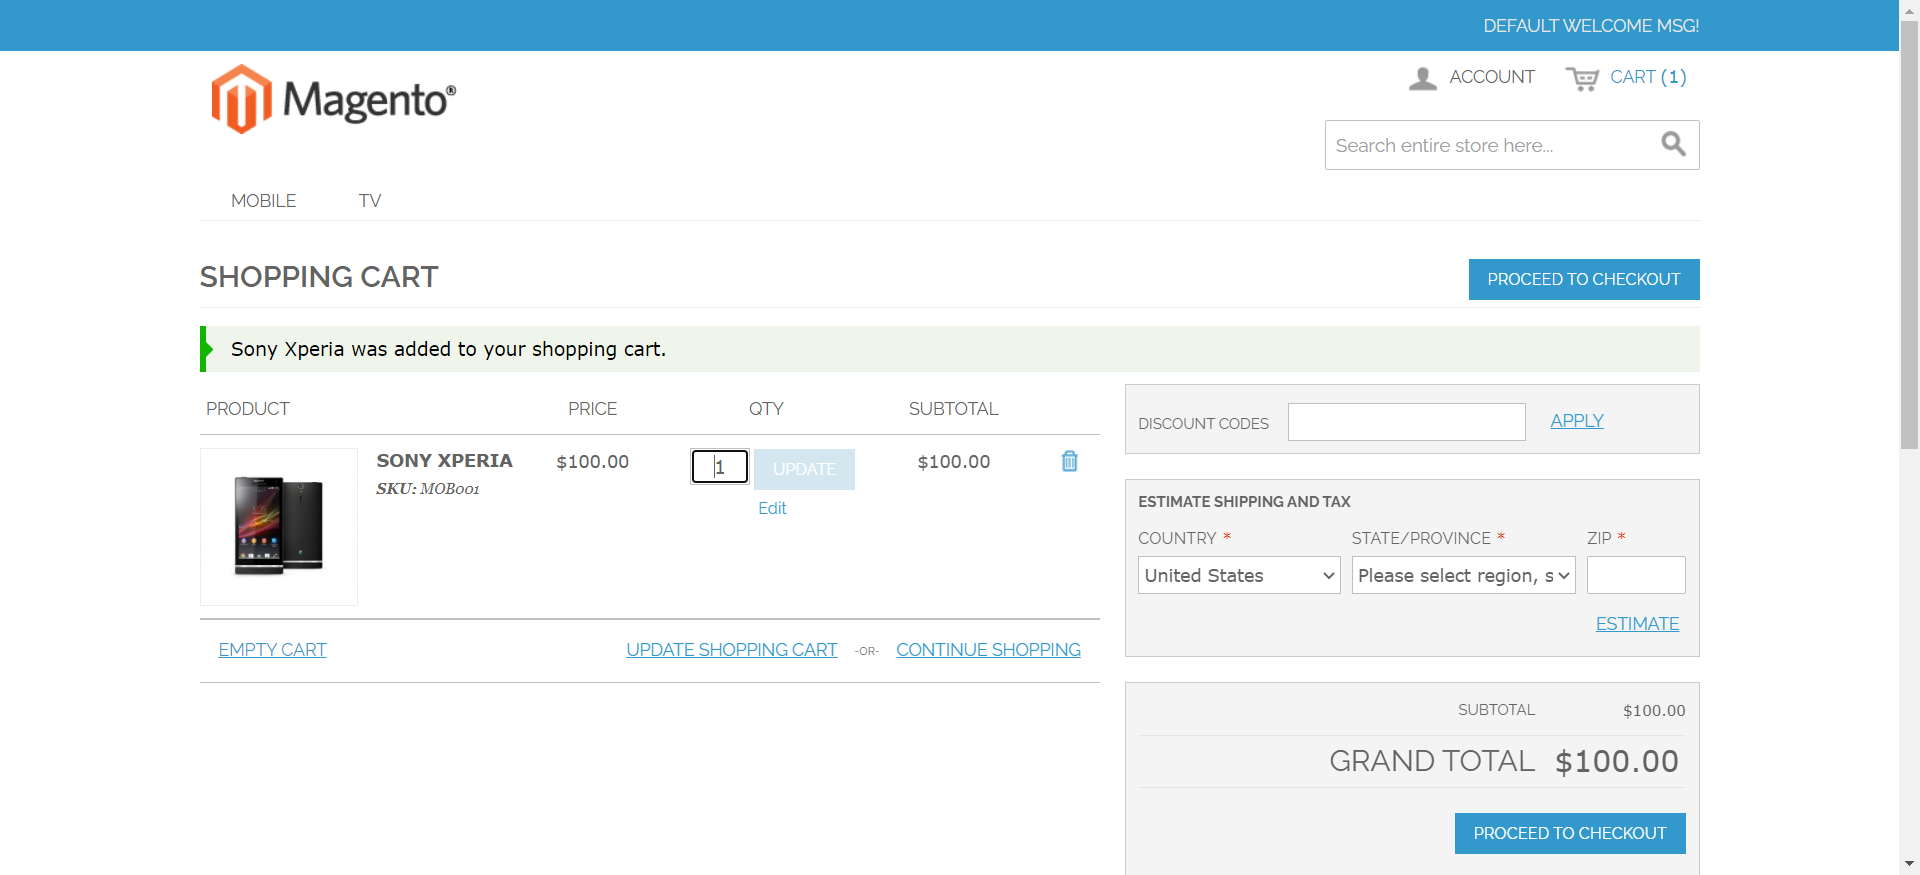 DEFAULT WELCOME MSG!
Magento®
ACCOUNT
CART (1)
Search entire store here...
MOBILE
TV
SHOPPING CART
PROCEED TO CHECKOUT
Sony Xperia was added to your shopping cart.
PRODUCT PRICE QTY SUBTOTAL
SONY XPERIA $100.00 1 UPDATE $100.00
SKU: MOB001
Edit
EMPTY CART UPDATE SHOPPING CART -OR- CONTINUE SHOPPING
DISCOUNT CODES APPLY
ESTIMATE SHIPPING AND TAX
COUNTRY * STATE/PROVINCE * ZIP *
United States Please select region, s
ESTIMATE
SUBTOTAL $100.00
GRAND TOTAL $100.00
PROCEED TO CHECKOUT